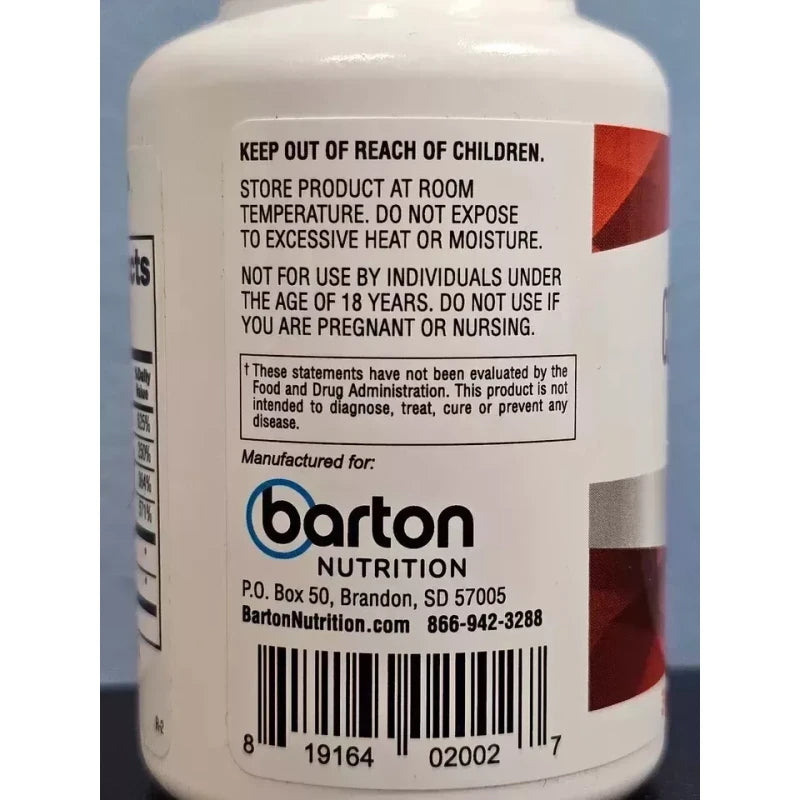 KEEP OUT OF REACH OF CHILDREN.
STORE PRODUCT AT ROOM
TEMPERATURE. DO NOT EXPOSE
TO EXCESSIVE HEAT OR MOISTURE.
NOT FOR USE BY INDIVIDUALS UNDER
THE AGE OF 18 YEARS. DO NOT USE IF
YOU ARE PREGNANT OR NURSING.
† These statements have not been evaluated by the
Food and Drug Administration. This product is not
intended to diagnose, treat, cure or prevent any
disease.
Manufactured for:
barton
NUTRITION
P.O. Box 50, Brandon, SD 57005
BartonNutrition.com 866-942-3288
8 19164 02002 7
cts
% Daily
Value
R-2